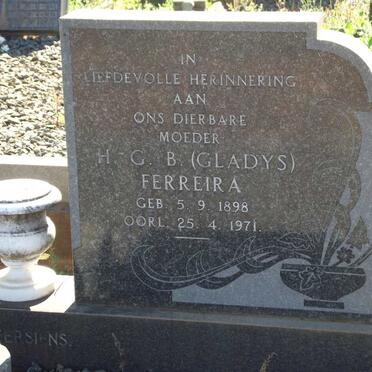 IN
LIEFDEVOLLE HERINNERING
AAN
ONS DIERBARE
MOEDER
H. G. B. (GLADYS)
FERREIRA
GEB. 5. 9. 1898
OORL. 25. 4. 1971.